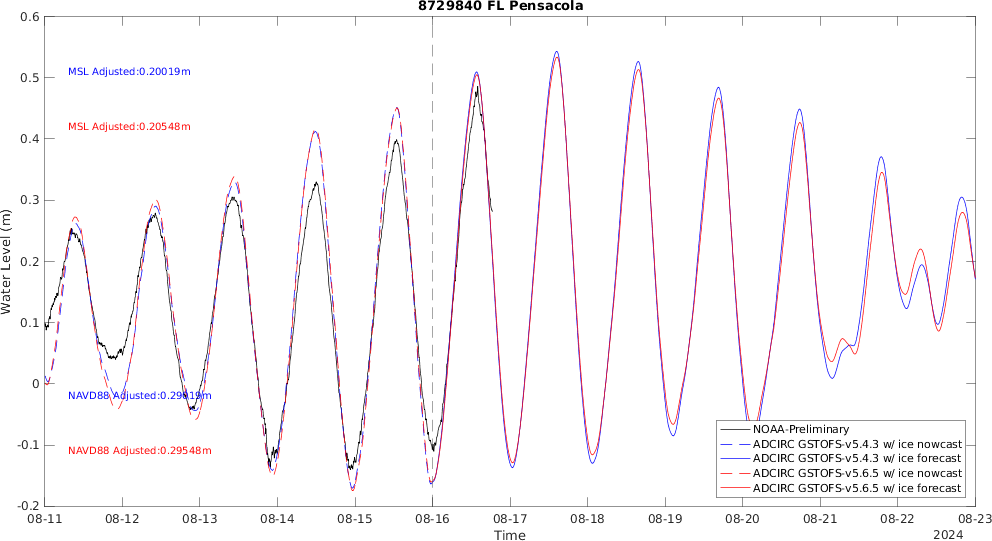 8729840 FL Pensacola
0.6
0.5
0.4
0.3
0.2
0.1
0
-0.1
-0.2
Water Level (m)
MSL Adjusted:0.20019m
MSL Adjusted:0.20548m
NAVD88 Adjusted:0.29019m
NAVD88 Adjusted:0.29548m
NOAA-Preliminary
ADCIRC GSTOFS-v5.4.3 w/ ice nowcast
ADCIRC GSTOFS-v5.4.3 w/ ice forecast
ADCIRC GSTOFS-v5.6.5 w/ ice nowcast
ADCIRC GSTOFS-v5.6.5 w/ ice forecast
08-11 08-12 08-13 08-14 08-15 08-16 08-17 08-18 08-19 08-20 08-21 08-22 08-23
Time
2024